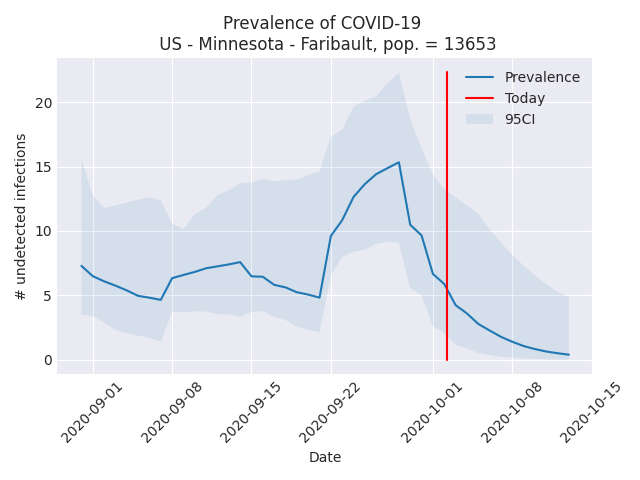 Prevalence of COVID-19
US - Minnesota - Faribault, pop. = 13653
Prevalence
Today
95CI
# undetected infections
20
15
10
5
0
2020-09-01
2020-09-08
2020-09-15
2020-09-22
2020-10-01
2020-10-08
2020-10-15
Date